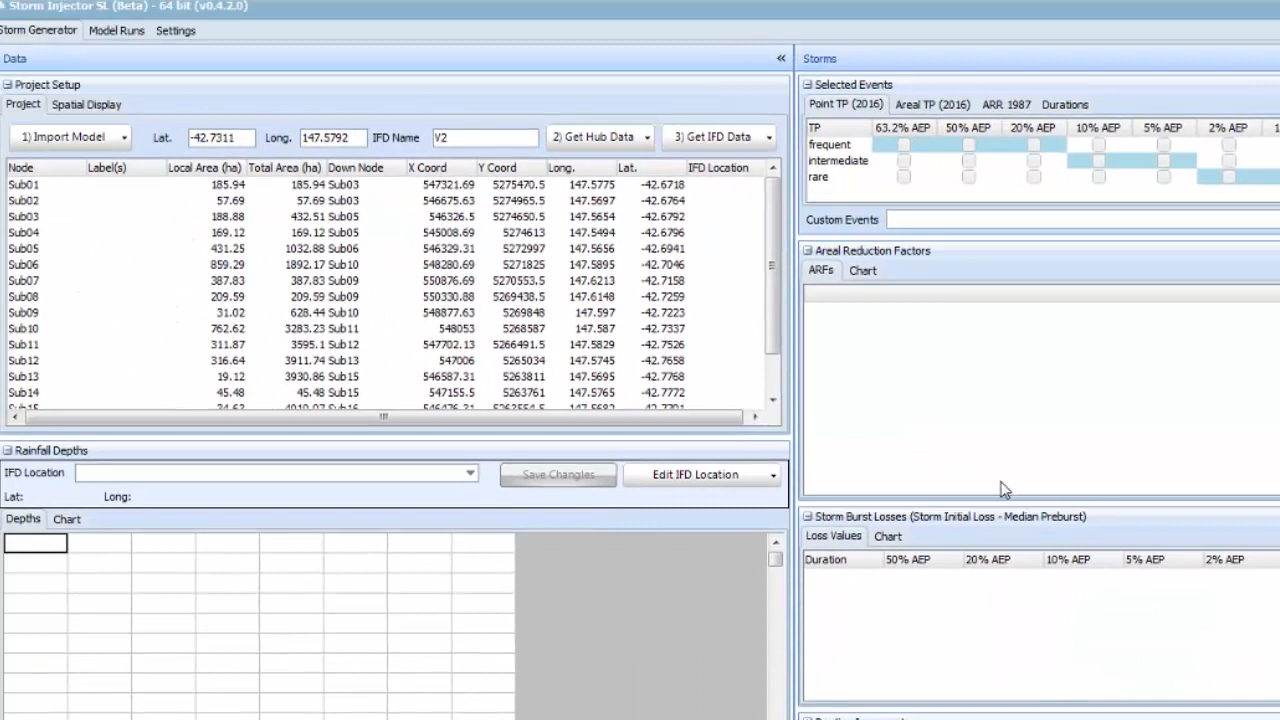 Storm Injector SL (Beta) - 64 bit (v0.4.2.0)
Storm Generator Model Runs Settings
Data «
Project Setup
Project Spatial Display
1) Import Model Lat. -42.7311 Long. 147.5792 IFD Name V2 2) Get Hub Data 3) Get IFD Data
Node Label(s) Local Area (ha) Total Area (ha) Down Node X Coord Y Coord Long. Lat. IFD Location
Sub01 185.94 185.94 Sub03 547321.69 5275470.5 147.5775 -42.6718
Sub02 57.69 57.69 Sub03 546675.63 5274965.5 147.5697 -42.6764
Sub03 188.88 432.51 Sub05 546326.5 5274650.5 147.5654 -42.6792
Sub04 169.12 169.12 Sub05 545008.69 5274613 147.5494 -42.6796
Sub05 431.25 1032.88 Sub06 546329.31 5272997 147.5656 -42.6941
Sub06 859.29 1892.17 Sub10 548280.69 5271825 147.5895 -42.7046
Sub07 387.83 387.83 Sub09 550876.69 5270553.5 147.6213 -42.7158
Sub08 209.59 209.59 Sub09 550330.88 5269438.5 147.6148 -42.7259
Sub09 31.02 628.44 Sub10 548877.63 5269848 147.597 -42.7223
Sub10 762.62 3283.23 Sub11 548053 5268587 147.587 -42.7337
Sub11 311.87 3595.1 Sub12 547702.13 5266491.5 147.5829 -42.7526
Sub12 316.64 3911.74 Sub13 547006 5265034 147.5745 -42.7658
Sub13 19.12 3930.86 Sub15 546587.31 5263811 147.5695 -42.7768
Sub14 45.48 45.48 Sub15 547155.5 5263761 147.5765 -42.7772
Rainfall Depths
IFD Location Save Changles Edit IFD Location
Lat: Long:
Depths Chart
Storms
Selected Events
Point TP (2016) Areal TP (2016) ARR 1987 Durations
TP 63.2% AEP 50% AEP 20% AEP 10% AEP 5% AEP 2% AEP 1
frequent
intermediate
rare
Custom Events
Areal Reduction Factors
ARFs Chart
Storm Burst Losses (Storm Initial Loss - Median Preburst)
Loss Values Chart
Duration 50% AEP 20% AEP 10% AEP 5% AEP 2% AEP